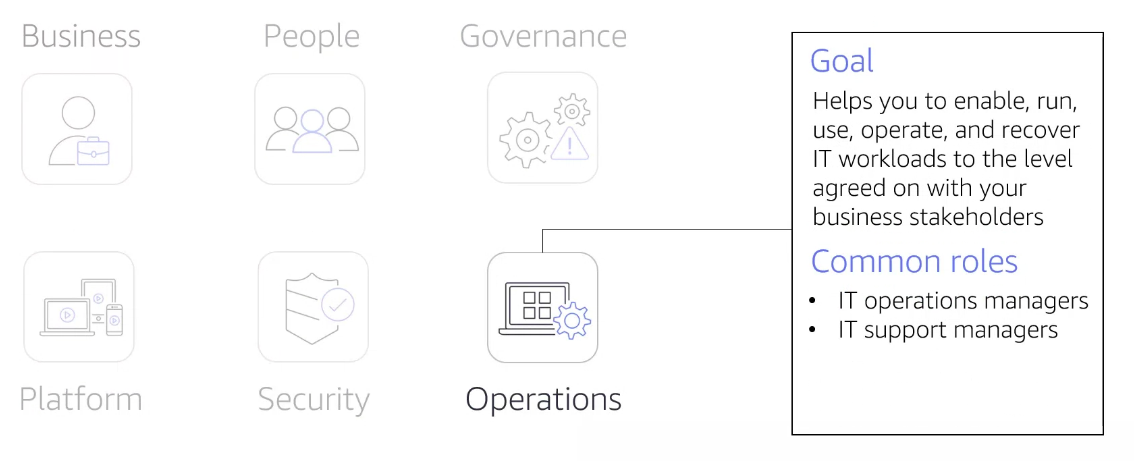 Business
People
Governance
Platform
Security
Operations
Goal
Helps you to enable, run,
use, operate, and recover
IT workloads to the level
agreed on with your
business stakeholders
Common roles
• IT operations managers
• IT support managers